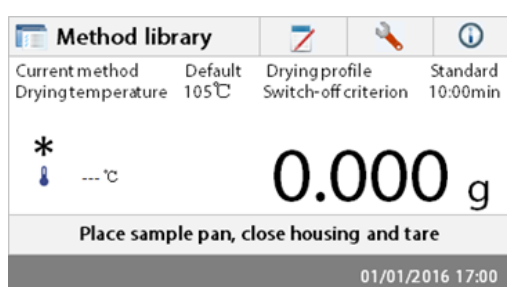 Method library
Current method Default Drying profile Standard
Drying temperature 105℃ Switch-off criterion 10:00min
*
--- ℃ 0.000 g
Place sample pan, close housing and tare
01/01/2016 17:00